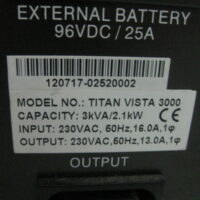 EXTERNAL BATTERY
96VDC / 25A
120717-02520002
MODEL NO.: TITAN VISTA 3000
CAPACITY: 3kVA/2.1kW
INPUT: 230VAC, 50Hz,16.0A,1φ
OUTPUT: 230VAC,50Hz,13.0A,1φ
OUTPUT